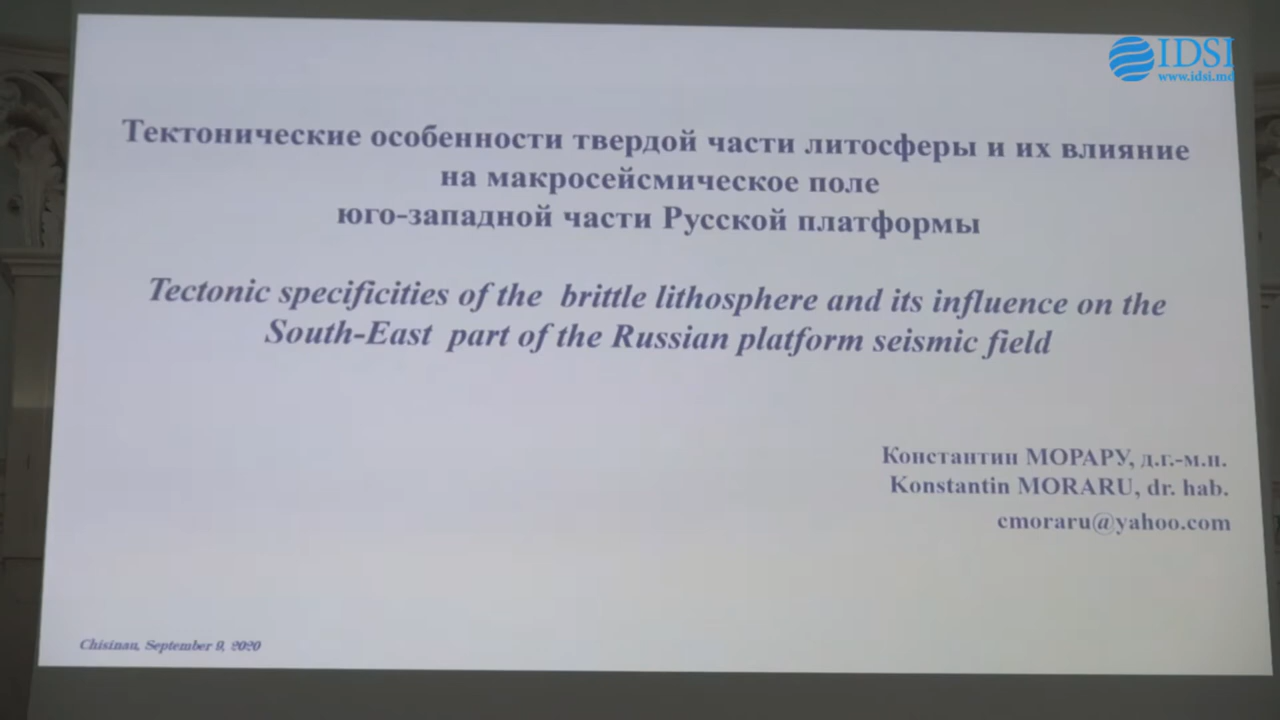 IDSI
www.idsi.md
Тектонические особенности твердой части литосферы и их влияние
на макросейсмическое поле
юго-западной части Русской платформы
Tectonic specificities of the brittle lithosphere and its influence on the
South-East part of the Russian platform seismic field
Константин МОРАРУ, д.г.-м.н.
Konstantin MORARU, dr. hab.
cmoraru@yahoo.com
Chisinau, September 9, 2020